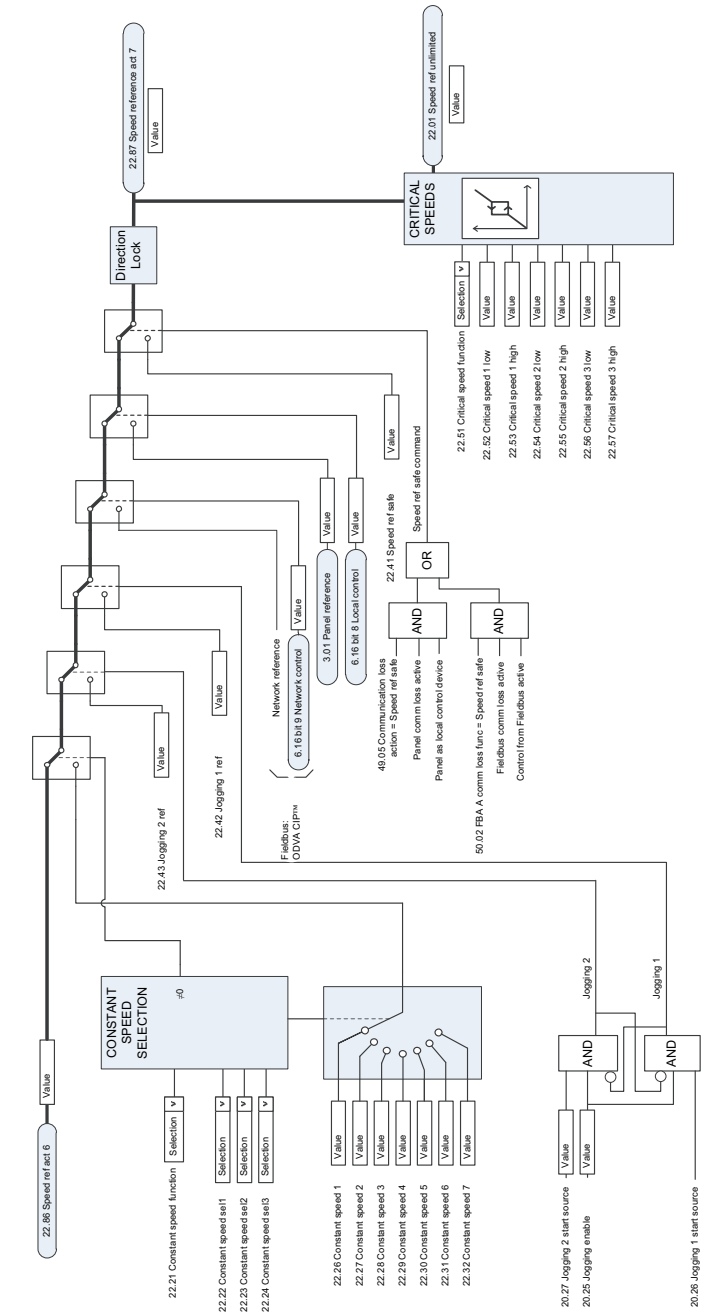 22.86 Speed ref act 6
Value
22.21 Constant speed function
Selection
v
22.22 Constant speed sel1
Selection
v
22.23 Constant speed sel2
Selection
v
22.24 Constant speed sel3
Selection
v
CONSTANT
SPEED
SELECTION
≠0
22.26 Constant speed 1
Value
22.27 Constant speed 2
Value
22.28 Constant speed 3
Value
22.29 Constant speed 4
Value
22.30 Constant speed 5
Value
22.31 Constant speed 6
Value
22.32 Constant speed 7
Value
20.27 Jogging 2 start source
Value
20.25 Jogging enable
Value
20.26 Jogging 1 start source
AND
AND
Jogging 2
Jogging 1
22.43 Jogging 2 ref
Value
22.42 Jogging 1 ref
Value
Fieldbus:
ODVA CIP™
Network reference
6.16 bit 9 Network control
Value
3.01 Panel reference
Value
6.16 bit 8 Local control
Value
22.41 Speed ref safe
Value
49.05 Communication loss
action = Speed ref safe
Panel comm loss active
Panel as local control device
AND
50.02 FBA A comm loss func = Speed ref safe
Fieldbus comm loss active
Control from Fieldbus active
AND
OR
Speed ref safe command
Direction
Lock
22.87 Speed reference act 7
Value
22.51 Critical speed function
Selection
v
22.52 Critical speed 1 low
Value
22.53 Critical speed 1 high
Value
22.54 Critical speed 2 low
Value
22.55 Critical speed 2 high
Value
22.56 Critical speed 3 low
Value
22.57 Critical speed 3 high
Value
CRITICAL
SPEEDS
22.01 Speed ref unlimited
Value